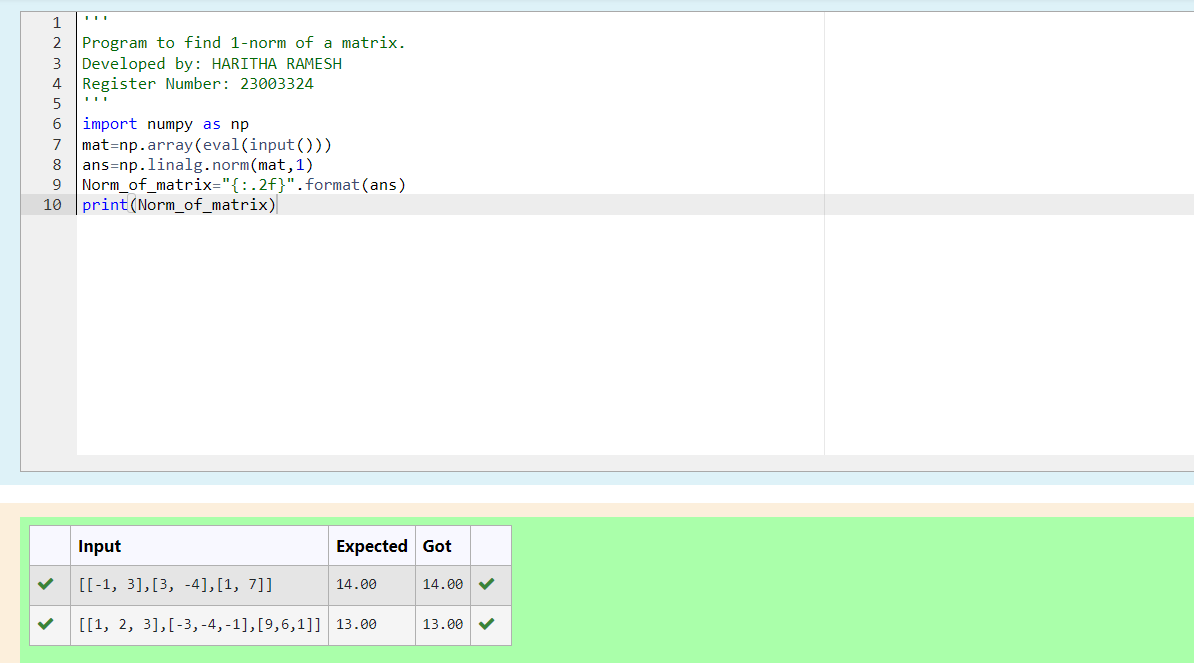 1 '''
2 Program to find 1-norm of a matrix.
3 Developed by: HARITHA RAMESH
4 Register Number: 23003324
5 '''
6 import numpy as np
7 mat=np.array(eval(input()))
8 ans=np.linalg.norm(mat,1)
9 Norm_of_matrix="{:.2f}".format(ans)
10 print(Norm_of_matrix)
Input Expected Got
[[-1, 3],[3, -4],[1, 7]] 14.00 14.00
[[1, 2, 3],[-3,-4,-1],[9,6,1]] 13.00 13.00